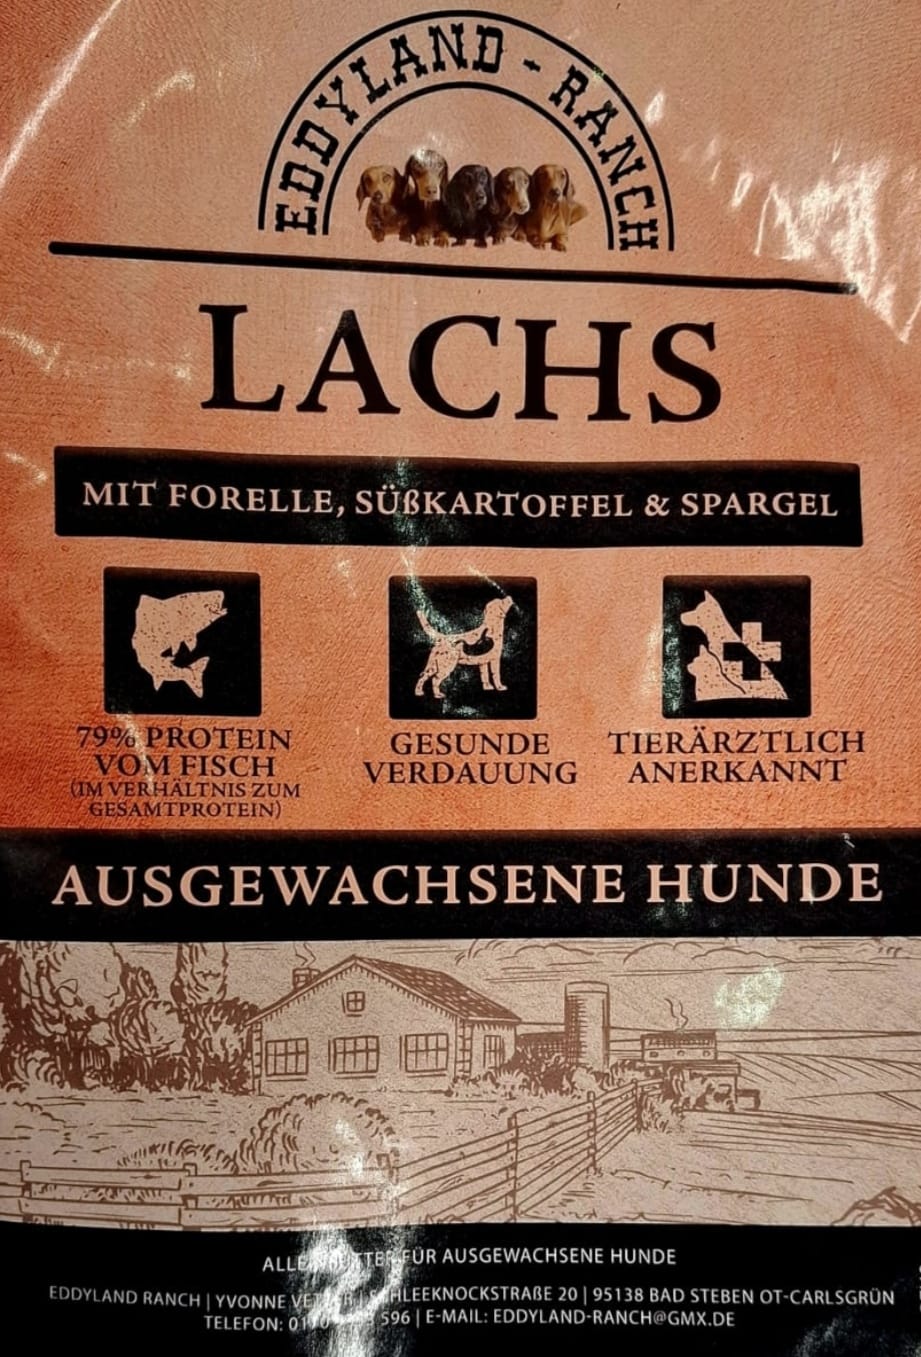 EDDYLAND - RANCH
LACHS
MIT FORELLE, SÜßKARTOFFEL & SPARGEL
79% PROTEIN
VOM FISCH
(IM VERHÄLTNIS ZUM
GESAMTPROTEIN)
GESUNDE
VERDAUUNG
TIERÄRZTLICH
ANERKANNT
AUSGEWACHSENE HUNDE
FÜR AUSGEWACHSENE HUNDE
EDDYLAND RANCH | YVONNE | 20 | 95138 BAD STEBEN OT-CARLSGRÜN
TELEFON: 596 | E-MAIL: EDDYLAND-RANCH@GMX.DE